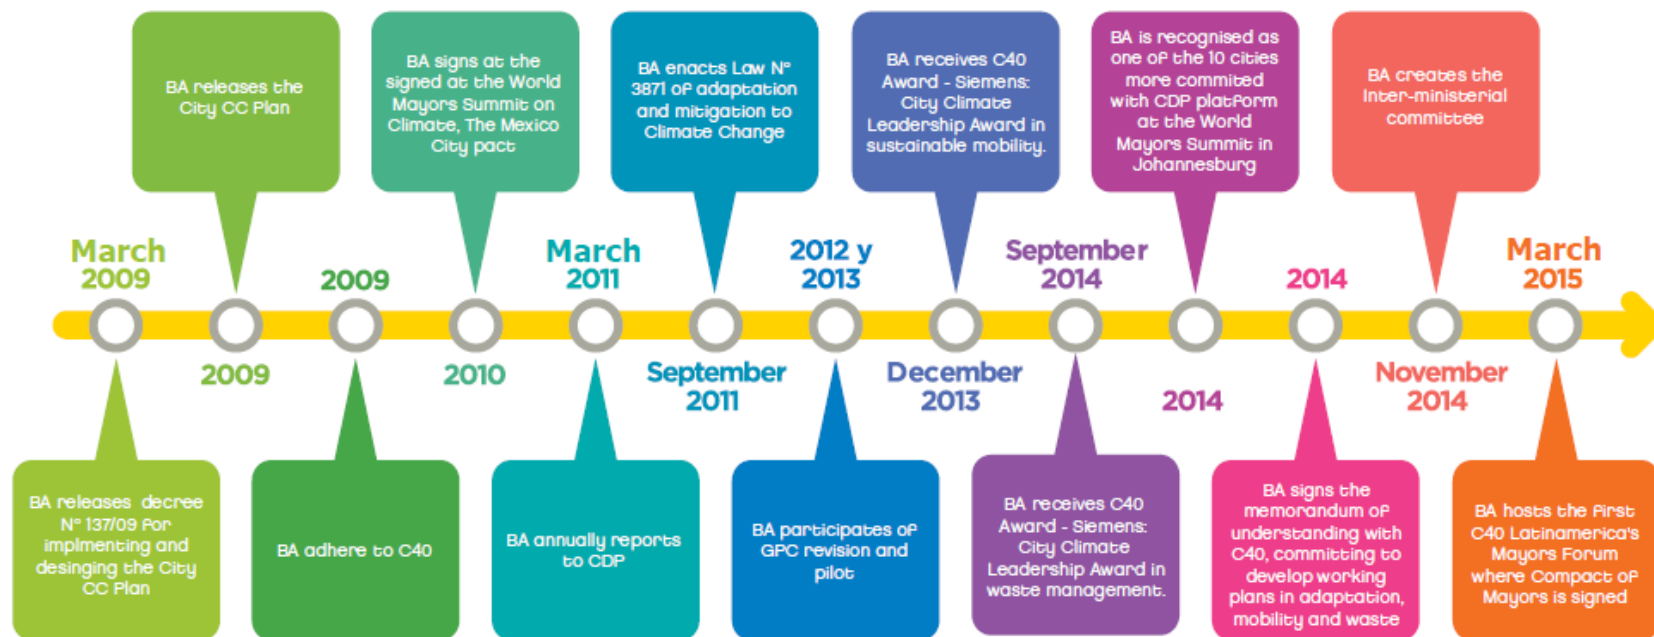 BA releases the
City CC Plan
BA signs at the
signed at the World
Mayors Summit on
Climate, The Mexico
City pact
BA enacts Law N°
3871 of adaptation
and mitigation to
Climate Change
BA receives C40
Award - Siemens:
City Climate
Leadership Award in
sustainable mobility.
BA is recognised as
one of the 10 cities
more commited
with CDP platform
at the World
Mayors Summit in
Johannesburg
BA creates the
Inter-ministerial
committee
March
2009
2009
March
2011
2012 y
2013
September
2014
2014
March
2015
2009
2010
September
2011
December
2013
2014
November
2014
BA releases decree
N° 137/09 for
implmenting and
desinging the City
CC Plan
BA adhere to C40
BA annually reports
to CDP
BA participates of
GPC revision and
pilot
BA receives C40
Award - Siemens:
City Climate
Leadership Award in
waste management.
BA signs the
memorandum of
understanding with
C40, committing to
develop working
plans in adaptation,
mobility and waste
BA hosts the first
C40 Latinamerica's
Mayors Forum
where Compact of
Mayors is signed